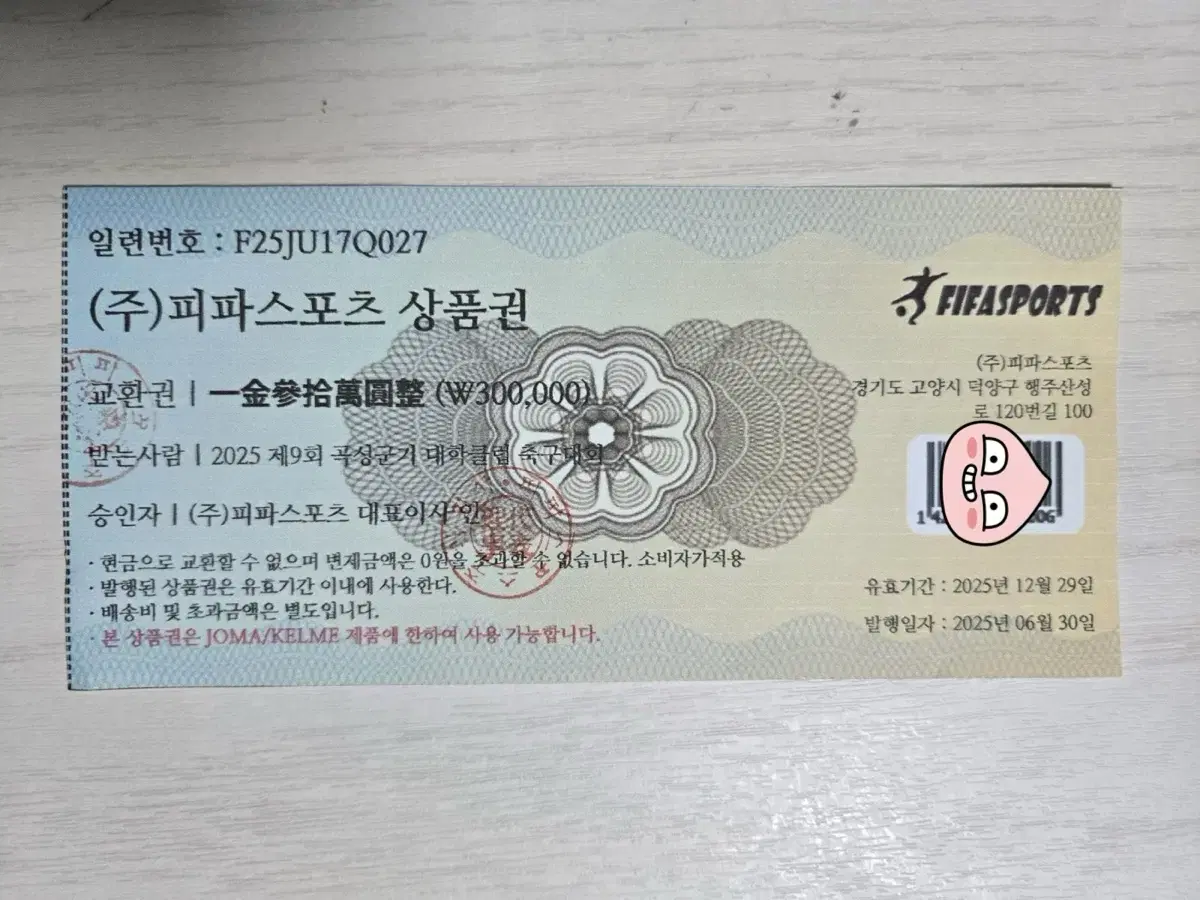 일련번호 : F25JU17Q027
(주)피파스포츠 상품권
교환권 | 一金參拾萬圓整 (₩300,000)
받는사람 | 2025 제9회 곡성군기 대학클럽 축구대회
승인자 | (주)피파스포츠 대표이사 인
· 현금으로 교환할 수 없으며 변제금액은 0원을 초과할 수 없습니다. 소비자가적용
· 발행된 상품권은 유효기간 이내에 사용한다.
· 배송비 및 초과금액은 별도입니다.
· 본 상품권은 JOMA/KELME 제품에 한하여 사용 가능합니다.
FIFASPORTS
(주)피파스포츠
경기도 고양시 덕양구 행주산성
로 120번길 100
유효기간 : 2025년 12월 29일
발행일자 : 2025년 06월 30일